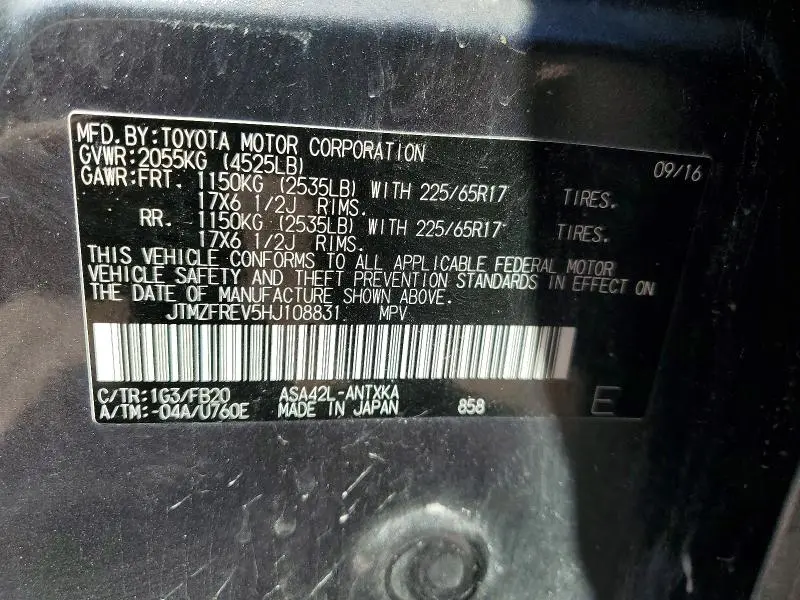 MFD.BY:TOYOTA MOTOR CORPORATION 09/16
GVWR:2055KG (4525LB)
GAWR:FRT. 1150KG (2535LB) WITH 225/65R17 TIRES.
17X6 1/2J RIMS.
RR. 1150KG (2535LB) WITH 225/65R17 TIRES.
17X6 1/2J RIMS.
THIS VEHICLE CONFORMS TO ALL APPLICABLE FEDERAL MOTOR
VEHICLE SAFETY AND THEFT PREVENTION STANDARDS IN EFFECT ON
THE DATE OF MANUFACTURE SHOWN ABOVE.
JTMZFREV5HJ108831 MPV
C/TR:1G3/FB20 ASA42L-ANTXKA
A/TM:-04A/U760E MADE IN JAPAN 858 E